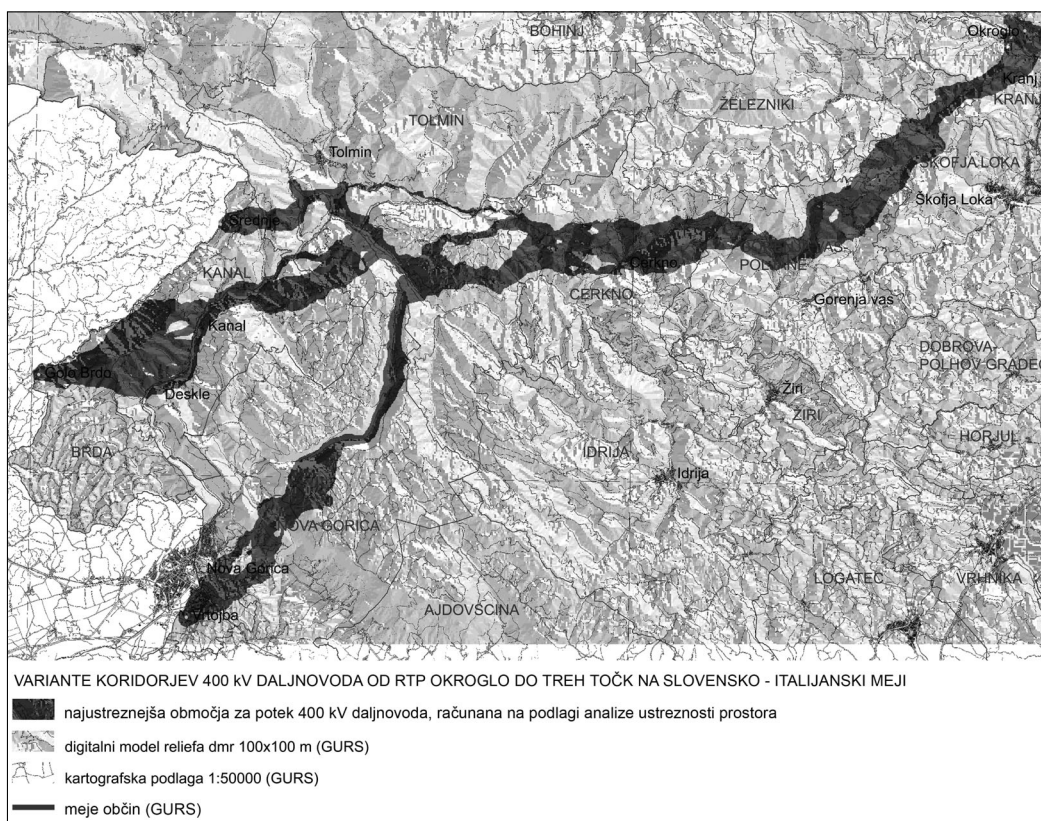 BOHINJ
Okroglo
Kranj
KRANJ
ŽELEZNIKI
TOLMIN
Tolmin
ŠKOFJA LOKA
Škofja Loka
Srednje
KANAL
Cerkno
POLJANE
CERKNO
Gorenja vas
Kanal
DOBROVA-
POLHOV GRADEC
Golo Brdo
Deskle
Žiri
ŽIRI
BRDA
HORJUL
IDRIJA
Idrija
NOVA GORICA
Nova Gorica
LOGATEC
VRHNIKA
AJDOVŠČINA
Vrtojba
VARIANTE KORIDORJEV 400 kV DALJNOVODA OD RTP OKROGLO DO TREH TOČK NA SLOVENSKO - ITALIJANSKI MEJI
najustreznejša območja za potek 400 kV daljnovoda, računana na podlagi analize ustreznosti prostora
digitalni model reliefa dmr 100x100 m (GURS)
kartografska podlaga 1:50000 (GURS)
meje občin (GURS)